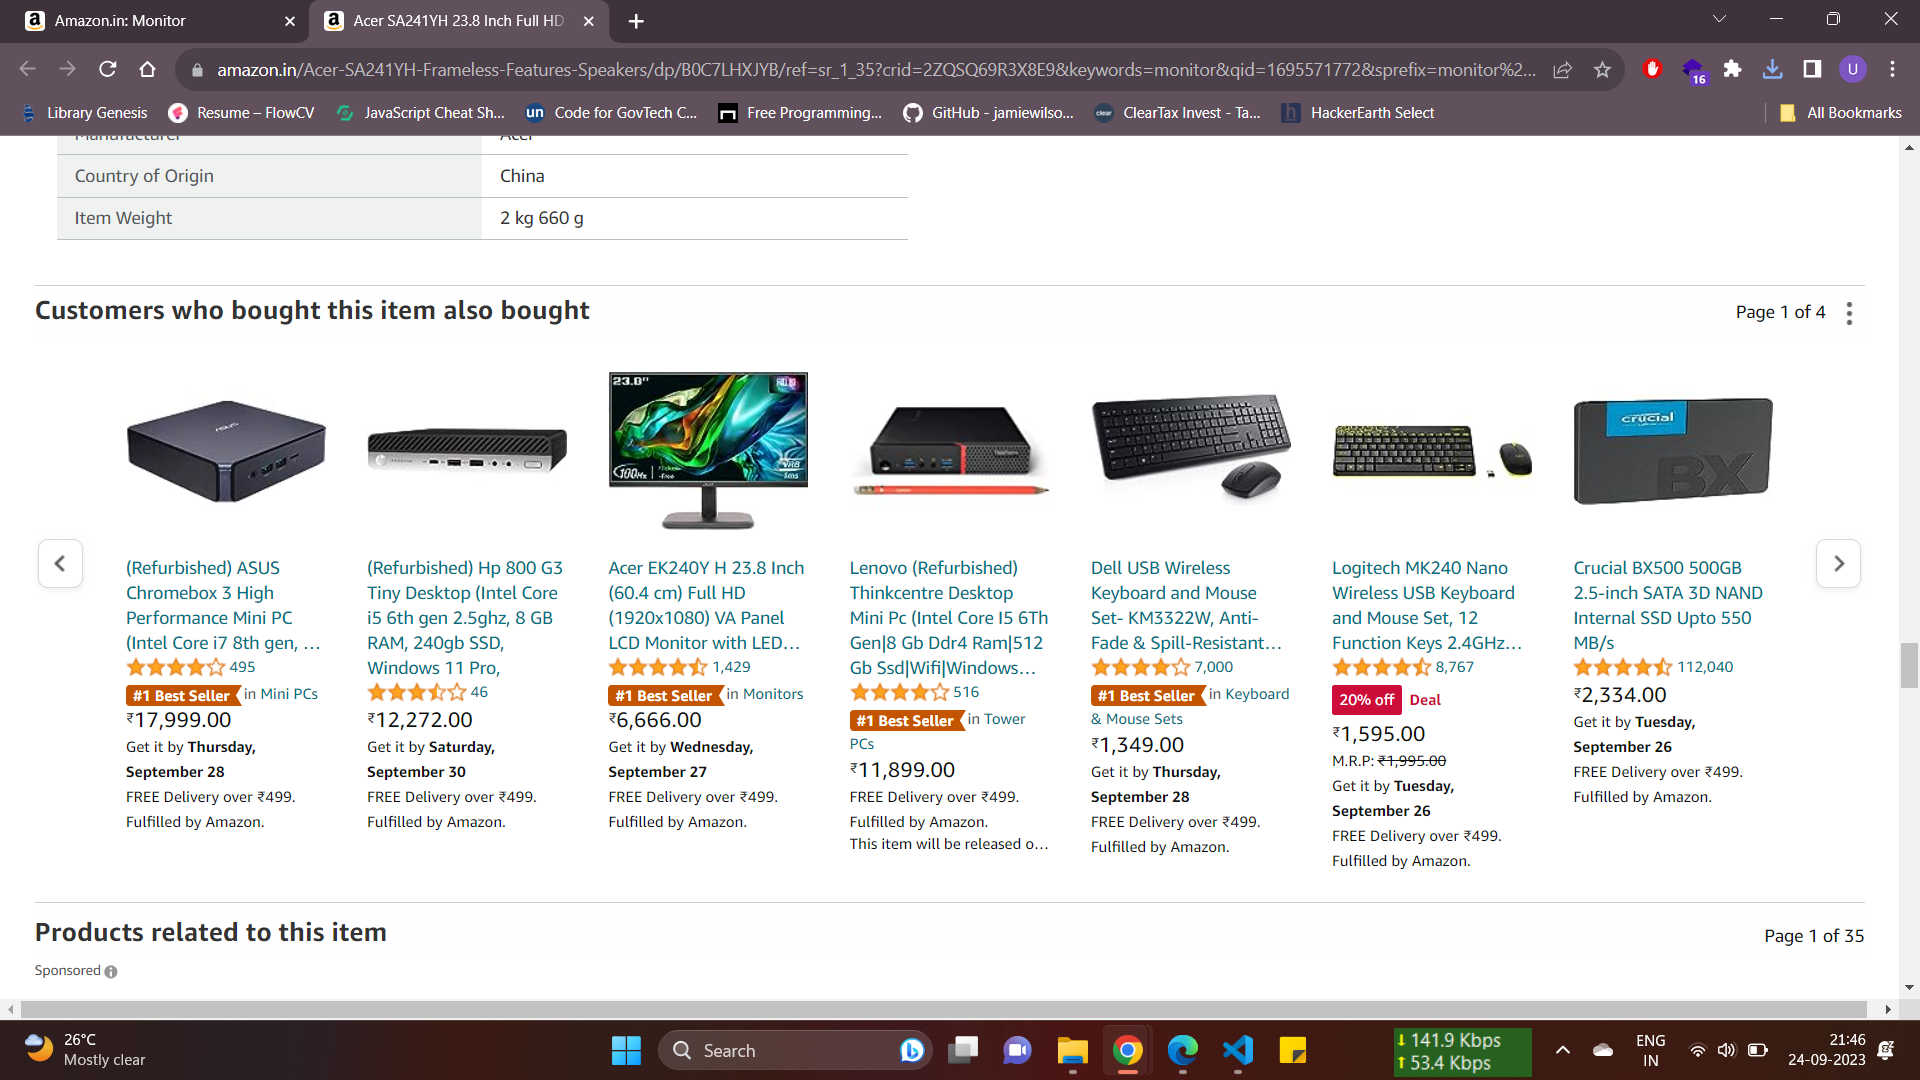 Amazon.in: Monitor
Acer SA241YH 23.8 Inch Full HD
amazon.in/Acer-SA241YH-Frameless-Features-Speakers/dp/B0C7LHXJYB/ref=sr_1_35?crid=2ZQSQ69R3X8E9&keywords=monitor&qid=1695571772&sprefix=monitor%2...
16
U
Library Genesis
Resume – FlowCV
JavaScript Cheat Sh...
un
Code for GovTech C...
Free Programming...
GitHub - jamiewilso...
clear
ClearTax Invest - Ta...
h
HackerEarth Select
All Bookmarks
Manufacturer
Acer
Country of Origin
China
Item Weight
2 kg 660 g
Customers who bought this item also bought
Page 1 of 4
(Refurbished) ASUS
Chromebox 3 High
Performance Mini PC
(Intel Core i7 8th gen, ...
495
#1 Best Seller in Mini PCs
₹17,999.00
Get it by Thursday,
September 28
FREE Delivery over ₹499.
Fulfilled by Amazon.
(Refurbished) Hp 800 G3
Tiny Desktop (Intel Core
i5 6th gen 2.5ghz, 8 GB
RAM, 240gb SSD,
Windows 11 Pro,
46
₹12,272.00
Get it by Saturday,
September 30
FREE Delivery over ₹499.
Fulfilled by Amazon.
23.8"
100Hz
Acer EK240Y H 23.8 Inch
(60.4 cm) Full HD
(1920x1080) VA Panel
LCD Monitor with LED...
1,429
#1 Best Seller in Monitors
₹6,666.00
Get it by Wednesday,
September 27
FREE Delivery over ₹499.
Fulfilled by Amazon.
Lenovo (Refurbished)
Thinkcentre Desktop
Mini Pc (Intel Core I5 6Th
Gen|8 Gb Ddr4 Ram|512
Gb Ssd|Wifi|Windows...
516
#1 Best Seller in Tower
PCs
₹11,899.00
FREE Delivery over ₹499.
Fulfilled by Amazon.
This item will be released o...
Dell USB Wireless
Keyboard and Mouse
Set- KM3322W, Anti-
Fade & Spill-Resistant...
7,000
#1 Best Seller in Keyboard
& Mouse Sets
₹1,349.00
Get it by Thursday,
September 28
FREE Delivery over ₹499.
Fulfilled by Amazon.
Logitech MK240 Nano
Wireless USB Keyboard
and Mouse Set, 12
Function Keys 2.4GHz...
8,767
20% off Deal
₹1,595.00
M.R.P: ₹1,995.00
Get it by Tuesday,
September 26
FREE Delivery over ₹499.
Fulfilled by Amazon.
crucial
BX
Crucial BX500 500GB
2.5-inch SATA 3D NAND
Internal SSD Upto 550
MB/s
112,040
₹2,334.00
Get it by Tuesday,
September 26
FREE Delivery over ₹499.
Fulfilled by Amazon.
Products related to this item
Page 1 of 35
Sponsored
26°C
Mostly clear
Search
141.9 Kbps
53.4 Kbps
ENG
IN
21:46
24-09-2023